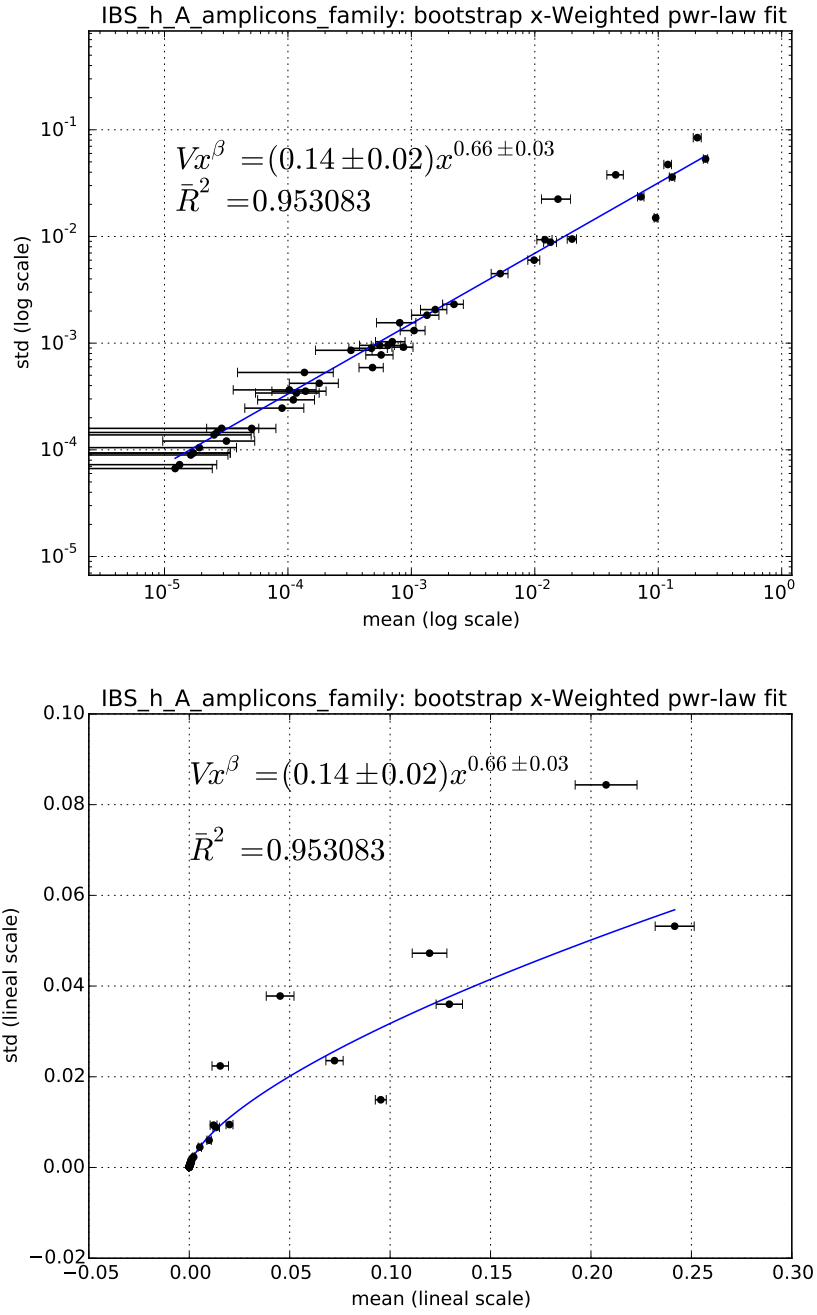 IBS_h_A_amplicons_family: bootstrap x-Weighted pwr-law fit
Vx^β =(0.14±0.02)x^0.66±0.03
R̄^2 =0.953083
10^-1
10^-2
10^-3
10^-4
10^-5
std (log scale)
10^-5 10^-4 10^-3 10^-2 10^-1 10^0
mean (log scale)
IBS_h_A_amplicons_family: bootstrap x-Weighted pwr-law fit
Vx^β =(0.14±0.02)x^0.66±0.03
R̄^2 =0.953083
0.10
0.08
0.06
0.04
0.02
0.00
−0.02
std (lineal scale)
−0.05 0.00 0.05 0.10 0.15 0.20 0.25 0.30
mean (lineal scale)